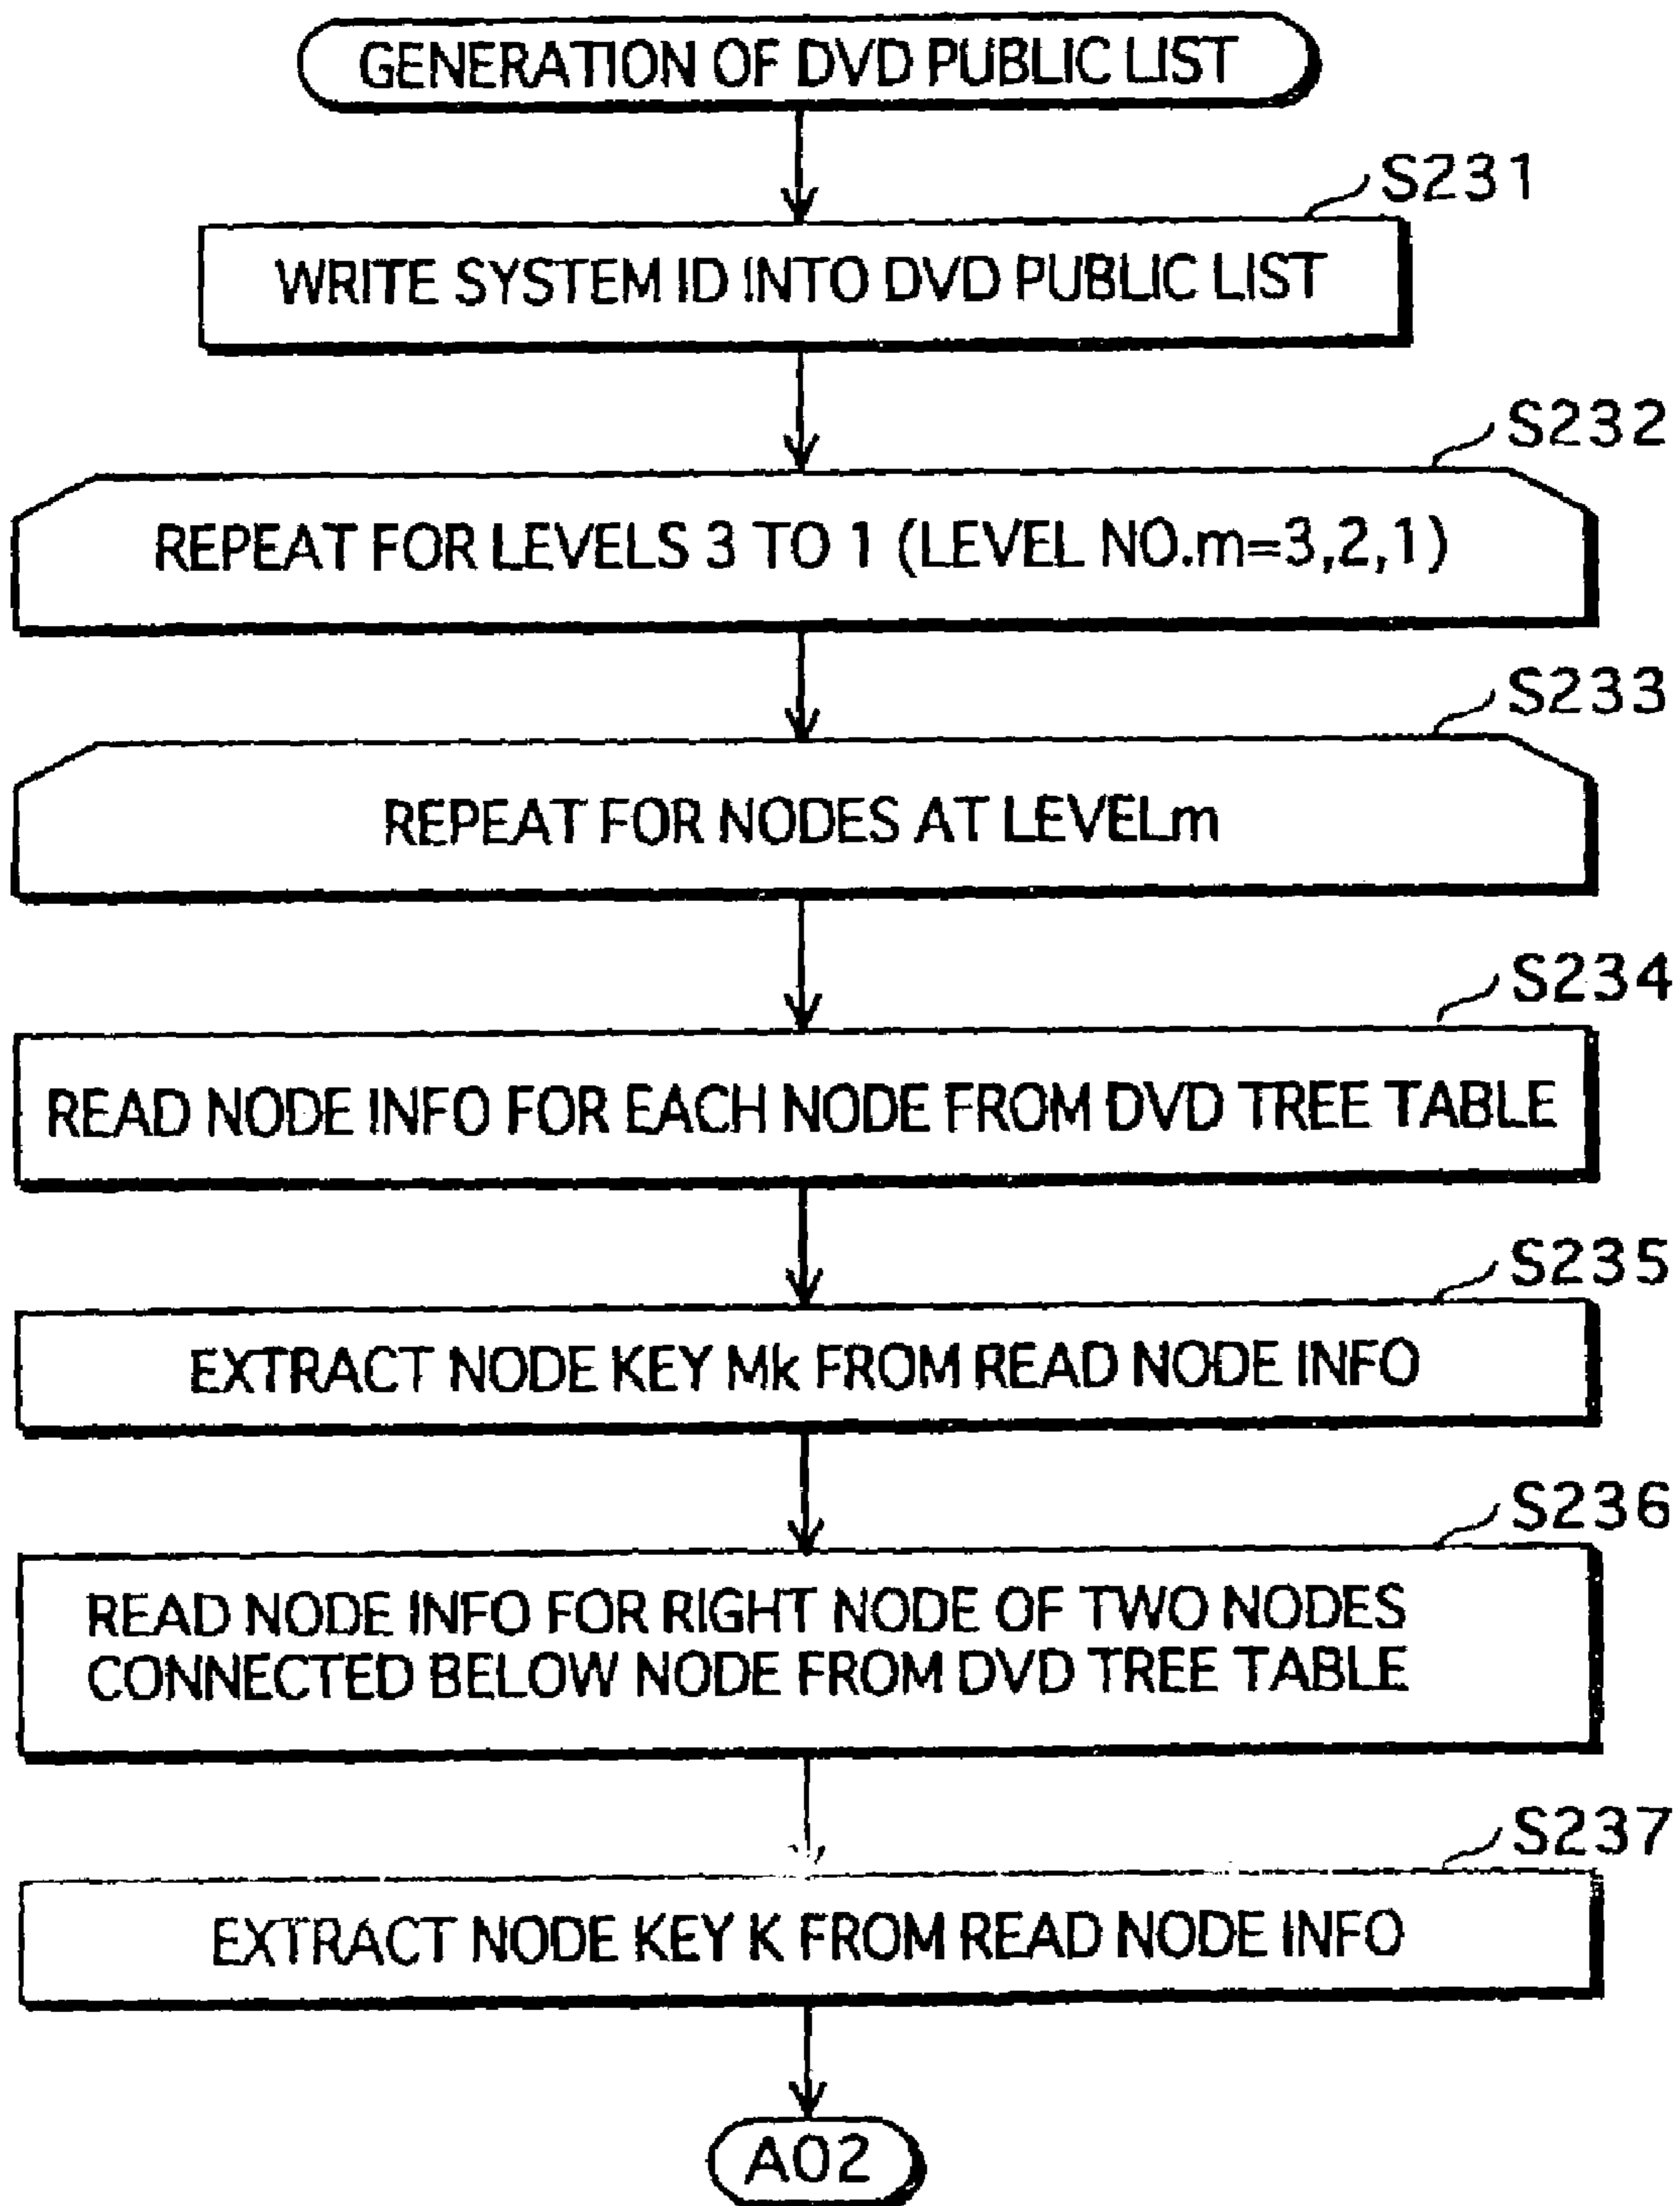 GENERATION OF DVD PUBLIC LIST
S231
WRITE SYSTEM ID INTO DVD PUBLIC LIST
S232
REPEAT FOR LEVELS 3 TO 1 (LEVEL NO.m=3,2,1)
S233
REPEAT FOR NODES AT LEVELm
S234
READ NODE INFO FOR EACH NODE FROM DVD TREE TABLE
S235
EXTRACT NODE KEY Mk FROM READ NODE INFO
S236
READ NODE INFO FOR RIGHT NODE OF TWO NODES
CONNECTED BELOW NODE FROM DVD TREE TABLE
S237
EXTRACT NODE KEY K FROM READ NODE INFO
A02